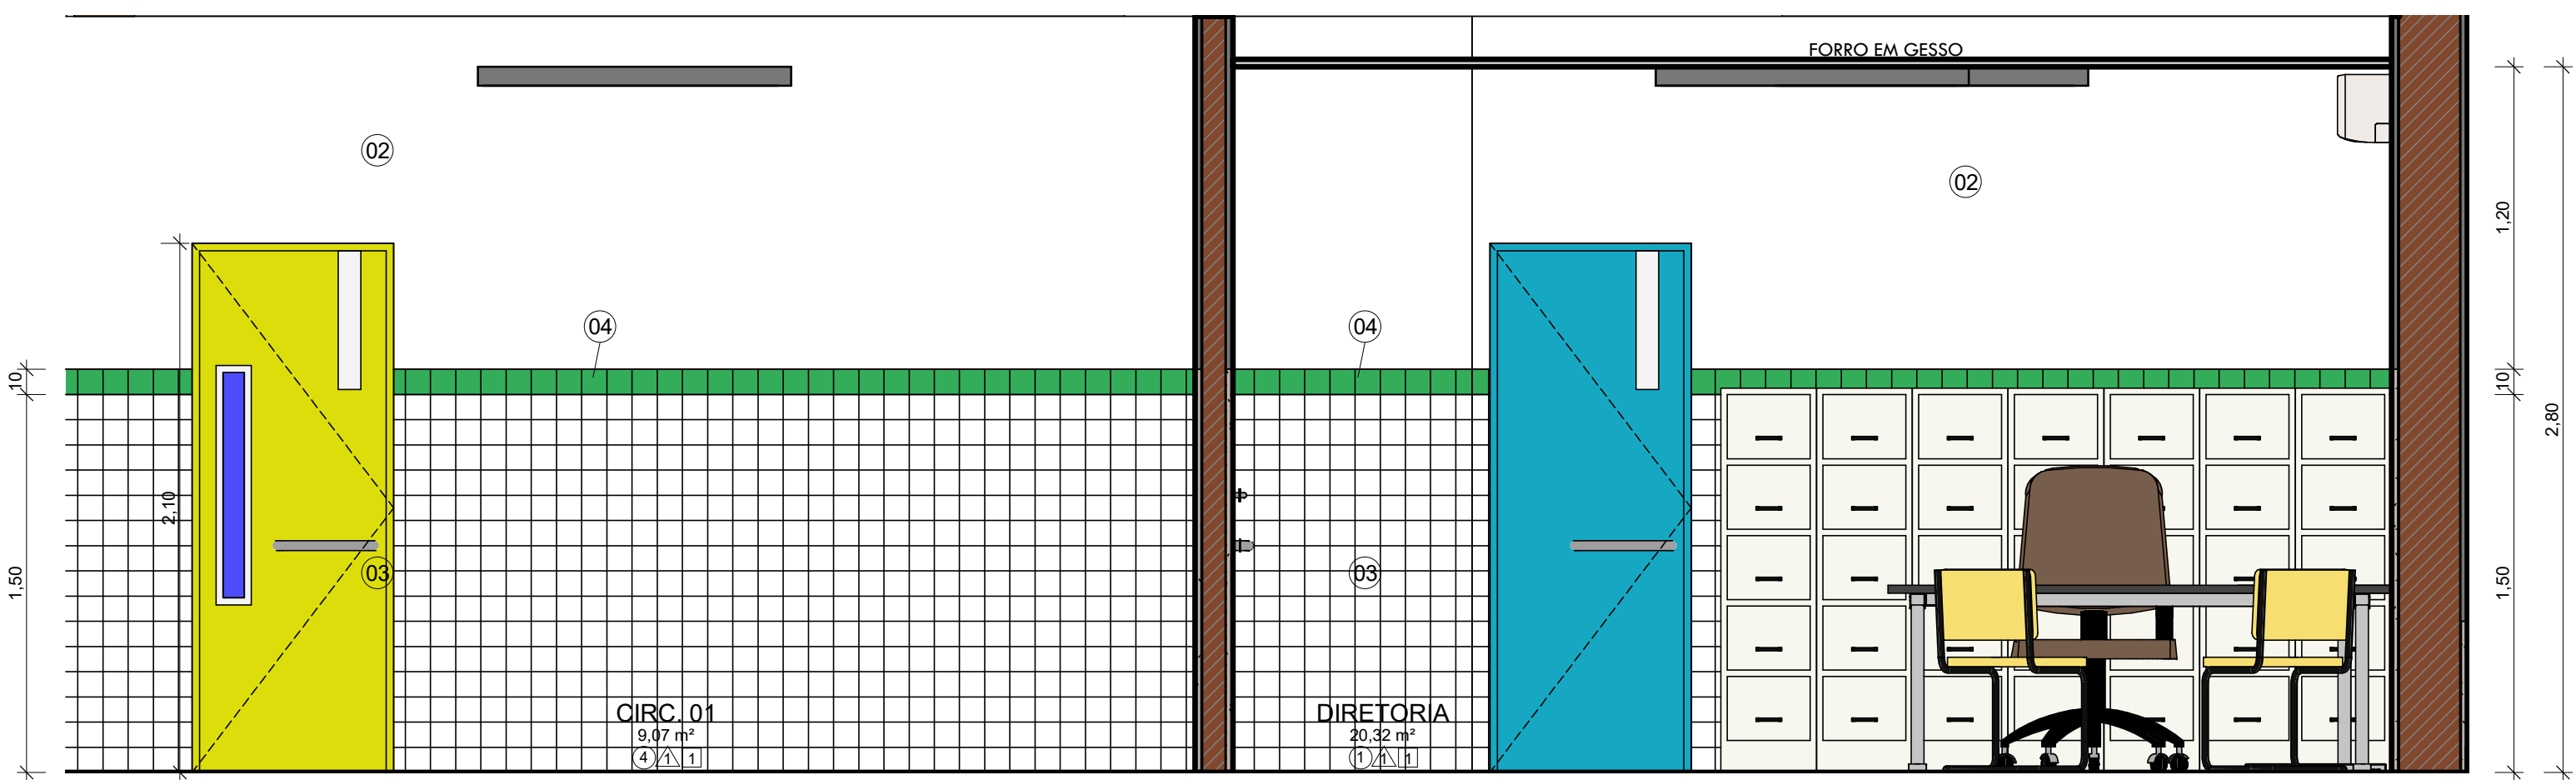 FORRO EM GESSO
02
02
1,20
04
04
10
10
2,80
2,10
1,50
03
03
1,50
CIRC. 01
9,07 m²
4 1 1
DIRETORIA
20,32 m²
1 1 1